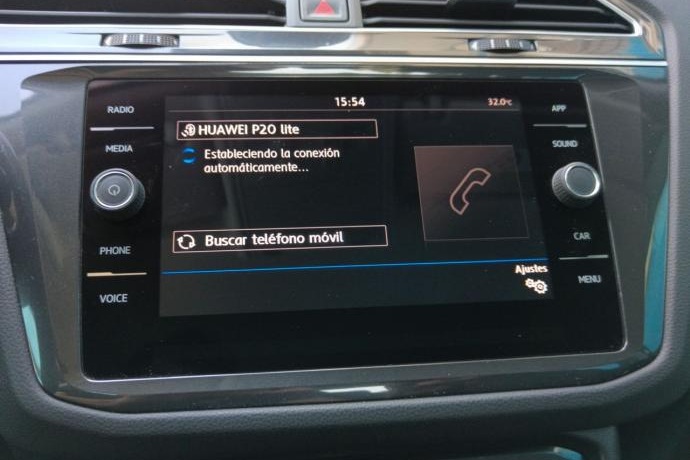 15:54
32.0°C
HUAWEI P20 lite
Estableciendo la conexión
automáticamente...
Buscar teléfono móvil
Ajustes
RADIO
MEDIA
PHONE
VOICE
APP
SOUND
CAR
MENU